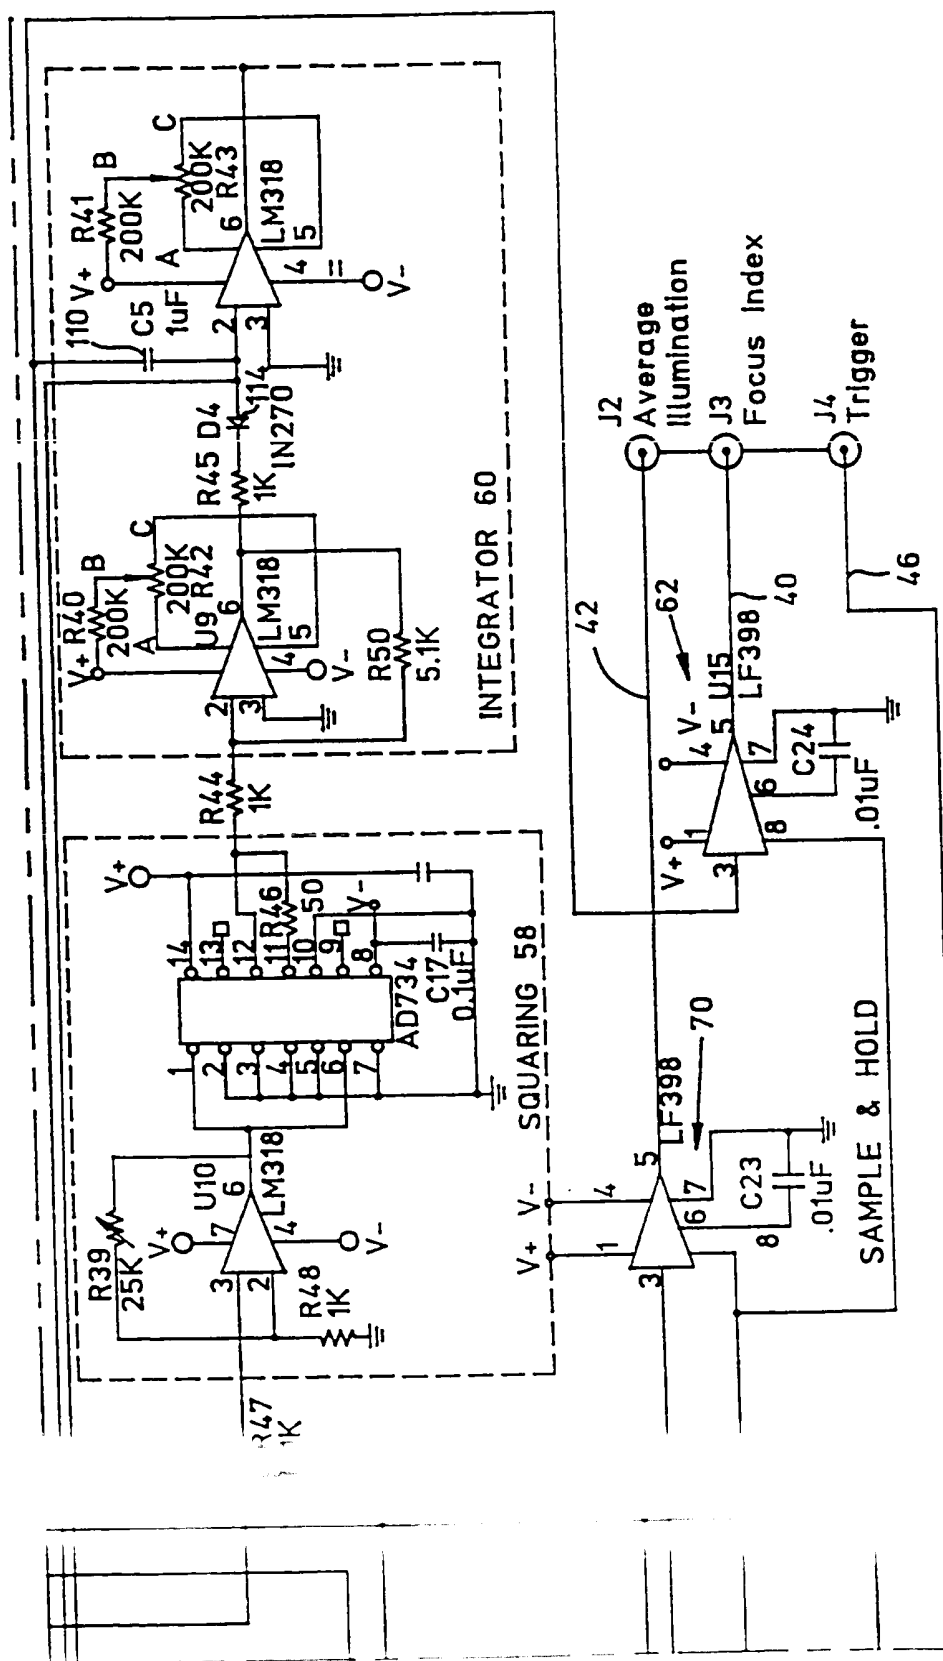 110
V+
R41
200K
B
C
A
C5
1uF
200K
R43
6
LM318
2
3
4
5
V-
114
R45
D4
1K
IN270
V+
R40
200K
B
C
A
200K
R42
U9
6
LM318
2
3
4
5
V-
R50
5.1K
INTEGRATOR 60
R44
1K
V+
14
13
12
11
10
9
8
R46
50
V-
C17
0.1uF
AD734
1
2
3
4
5
6
7
SQUARING 58
R39
25K
U10
V+
7
6
LM318
3
2
4
V-
R48
1K
R47
1K
J2
Average
Illumination
J3
Focus Index
J4
Trigger
42
62
40
46
V+
V-
1
4
5
U15
LF398
3
7
6
8
C24
.01uF
V+
V-
1
4
5
LF398
70
3
7
6
8
C23
.01uF
SAMPLE & HOLD